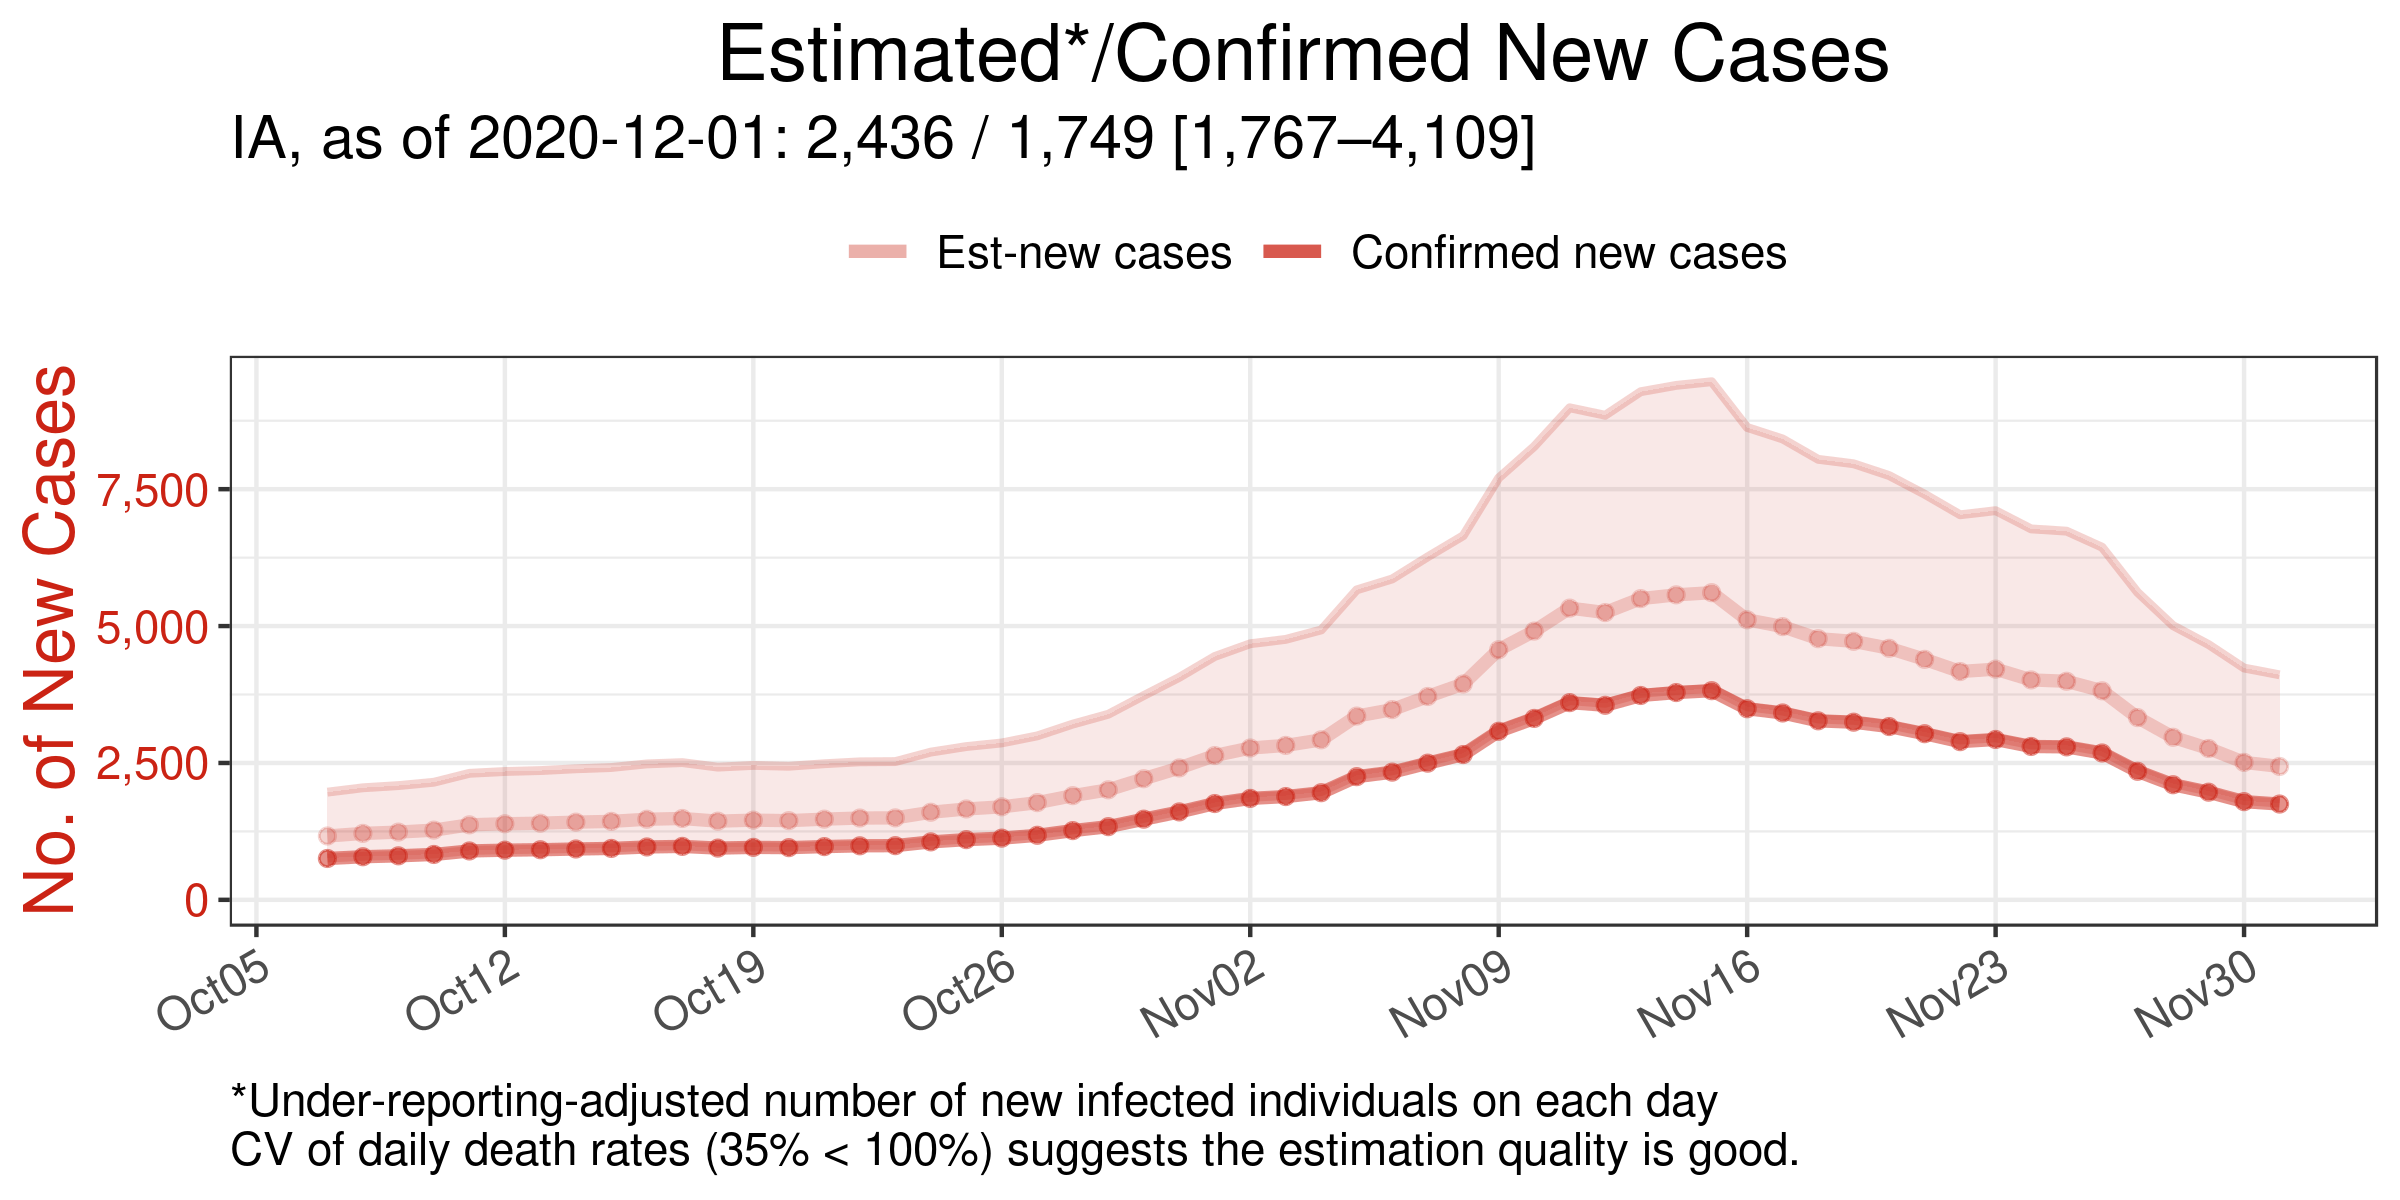 Estimated*/Confirmed New Cases
IA, as of 2020-12-01: 2,436 / 1,749 [1,767–4,109]
Est-new cases
Confirmed new cases
No. of New Cases
7,500
5,000
2,500
0
Oct05
Oct12
Oct19
Oct26
Nov02
Nov09
Nov16
Nov23
Nov30
*Under-reporting-adjusted number of new infected individuals on each day
CV of daily death rates (35% < 100%) suggests the estimation quality is good.